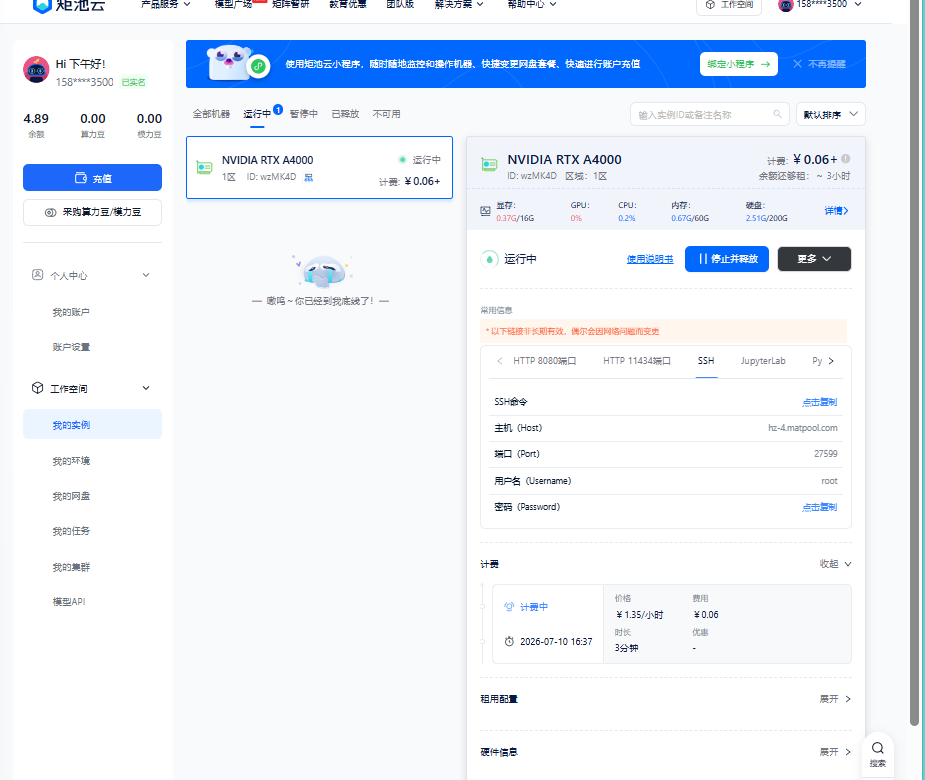 矩池云 产品服务 模型广场 矩阵智研 教育优惠 团队版 解决方案 帮助中心 工作空间 158****3500
Hi 下午好!
158****3500 已实名
4.89 0.00 0.00
余额 算力豆 模力豆
充值
采购算力豆/模力豆
个人中心
我的账户
账户设置
工作空间
我的实例
我的环境
我的网盘
我的任务
我的集群
模型API
使用矩池云小程序,随时随地监控和操作机器、快捷变更网盘套餐、快速进行账户充值 绑定小程序 → 不再提醒
全部机器 运行中 1 暂停中 已释放 不可用
输入实例ID或备注名称 默认排序
NVIDIA RTX A4000 运行中
1区 ID: wzMK4D 计费: ¥ 0.06+
— 嗷呜~你已经到我底线了! —
NVIDIA RTX A4000 计费: ¥ 0.06+
ID: wzMK4D 区域: 1区 余额还够租: ~ 3小时
显存: GPU: CPU: 内存: 硬盘:
0.37G/16G 0% 0.2% 0.67G/60G 2.51G/200G 详情
运行中 使用说明书 停止并释放 更多
常用信息
* 以下链接非长期有效,偶尔会因网络问题而变更
HTTP 8080端口 HTTP 11434端口 SSH JupyterLab Py
SSH命令 点击复制
主机 (Host) hz-4.matpool.com
端口 (Port) 27599
用户名 (Username) root
密码 (Password) 点击复制
计费 收起
计费中
2026-07-10 16:37
价格 费用
¥ 1.35/小时 ¥ 0.06
时长 优惠
3分钟 -
租用配置 展开
硬件信息 展开
搜索